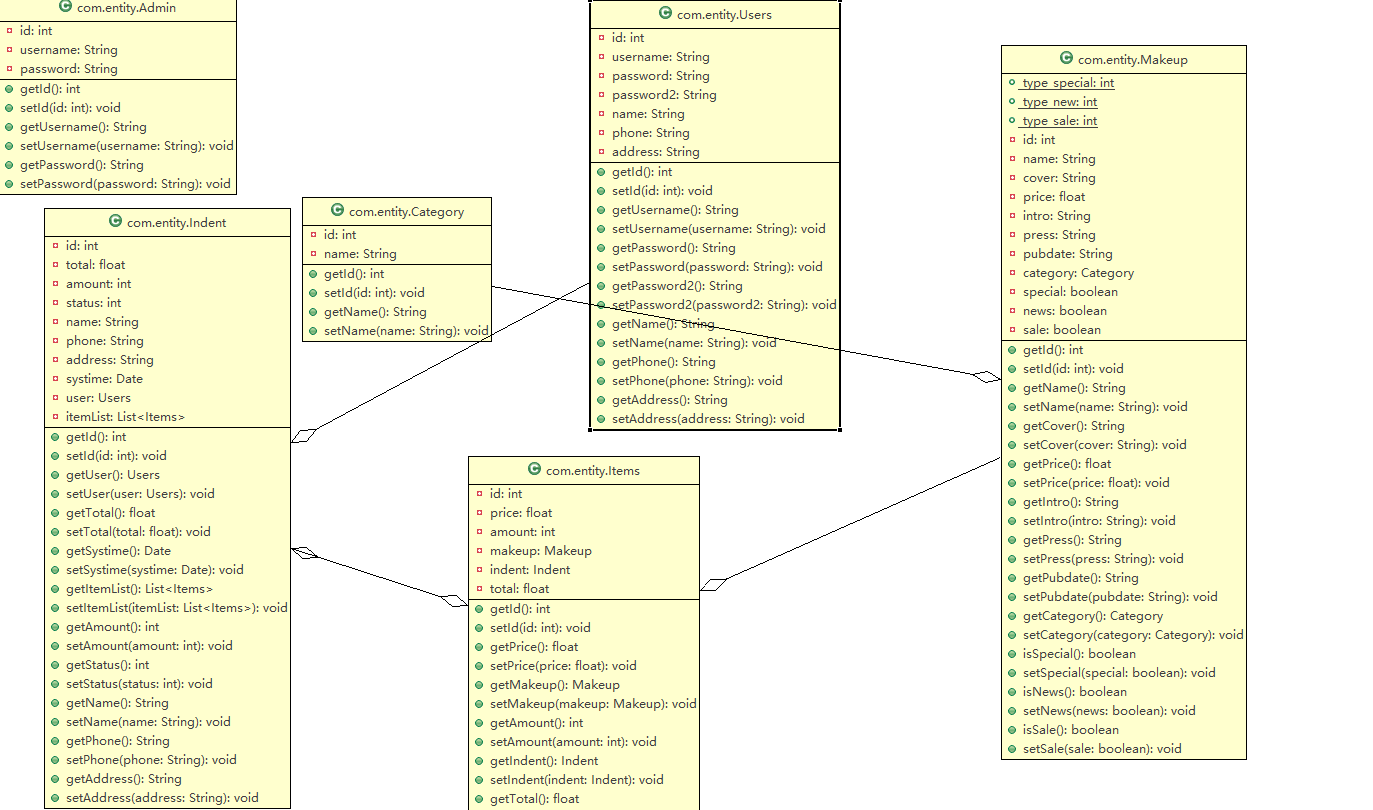 com.entity.Admin
id: int
username: String
password: String
getId(): int
setId(id: int): void
getUsername(): String
setUsername(username: String): void
getPassword(): String
setPassword(password: String): void
com.entity.Indent
id: int
total: float
amount: int
status: int
name: String
phone: String
address: String
systime: Date
user: Users
itemList: List<Items>
getId(): int
setId(id: int): void
getUser(): Users
setUser(user: Users): void
getTotal(): float
setTotal(total: float): void
getSystime(): Date
setSystime(systime: Date): void
getItemList(): List<Items>
setItemList(itemList: List<Items>): void
getAmount(): int
setAmount(amount: int): void
getStatus(): int
setStatus(status: int): void
getName(): String
setName(name: String): void
getPhone(): String
setPhone(phone: String): void
getAddress(): String
setAddress(address: String): void
com.entity.Category
id: int
name: String
getId(): int
setId(id: int): void
getName(): String
setName(name: String): void
com.entity.Users
id: int
username: String
password: String
password2: String
name: String
phone: String
address: String
getId(): int
setId(id: int): void
getUsername(): String
setUsername(username: String): void
getPassword(): String
setPassword(password: String): void
getPassword2(): String
setPassword2(password2: String): void
getName(): String
setName(name: String): void
getPhone(): String
setPhone(phone: String): void
getAddress(): String
setAddress(address: String): void
com.entity.Items
id: int
price: float
amount: int
makeup: Makeup
indent: Indent
total: float
getId(): int
setId(id: int): void
getPrice(): float
setPrice(price: float): void
getMakeup(): Makeup
setMakeup(makeup: Makeup): void
getAmount(): int
setAmount(amount: int): void
getIndent(): Indent
setIndent(indent: Indent): void
getTotal(): float
com.entity.Makeup
type_special: int
type_new: int
type_sale: int
id: int
name: String
cover: String
price: float
intro: String
press: String
pubdate: String
category: Category
special: boolean
news: boolean
sale: boolean
getId(): int
setId(id: int): void
getName(): String
setName(name: String): void
getCover(): String
setCover(cover: String): void
getPrice(): float
setPrice(price: float): void
getIntro(): String
setIntro(intro: String): void
getPress(): String
setPress(press: String): void
getPubdate(): String
setPubdate(pubdate: String): void
getCategory(): Category
setCategory(category: Category): void
isSpecial(): boolean
setSpecial(special: boolean): void
isNews(): boolean
setNews(news: boolean): void
isSale(): boolean
setSale(sale: boolean): void